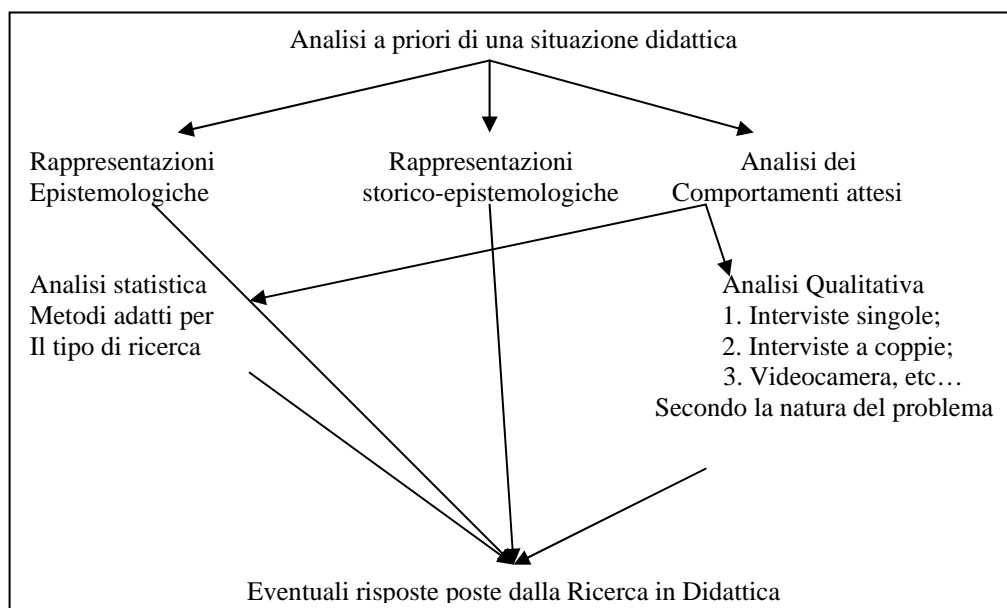 Analisi a priori di una situazione didattica
Rappresentazioni
Epistemologiche
Rappresentazioni
storico-epistemologiche
Analisi dei
Comportamenti attesi
Analisi statistica
Metodi adatti per
Il tipo di ricerca
Analisi Qualitativa
1. Interviste singole;
2. Interviste a coppie;
3. Videocamera, etc…
Secondo la natura del problema
Eventuali risposte poste dalla Ricerca in Didattica